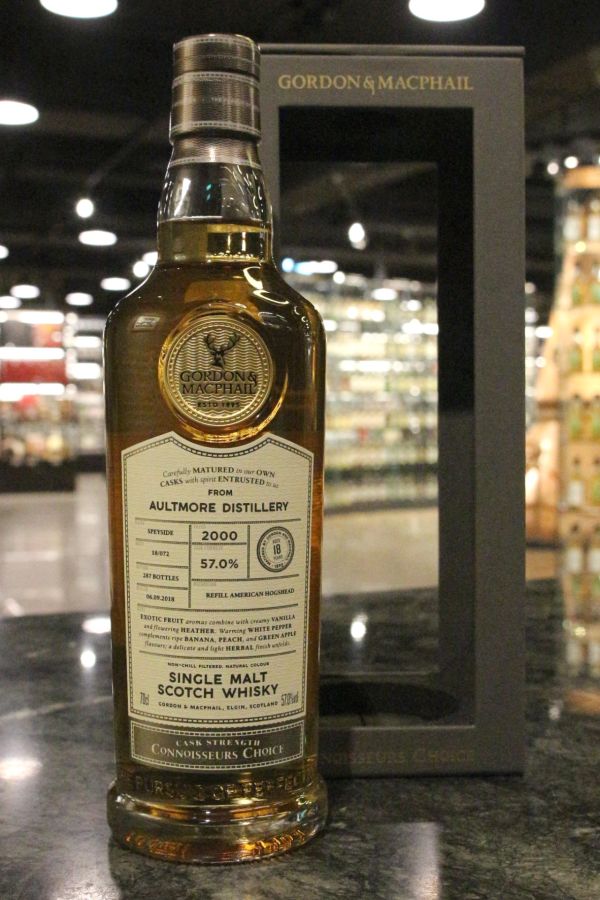 GORDON & MACPHAIL
GORDON &
MACPHAIL
ESTD 1895
Carefully MATURED in our OWN
CASKS with spirit ENTRUSTED to us
FROM
AULTMORE DISTILLERY
SPEYSIDE
2000
18/072
AGED
18
YEARS
57.0%
287 BOTTLES
06.09.2018
REFILL AMERICAN HOGSHEAD
EXOTIC FRUIT aromas combine with creamy VANILLA
and flowering HEATHER. Warming WHITE PEPPER
complements ripe BANANA, PEACH, and GREEN APPLE
flavours; a delicate and light HERBAL finish unfolds.
NON-CHILL FILTERED. NATURAL COLOUR
SINGLE MALT
SCOTCH WHISKY
70cl
GORDON & MACPHAIL, ELGIN, SCOTLAND
57.0%vol
CASK STRENGTH
CONNOISSEURS CHOICE